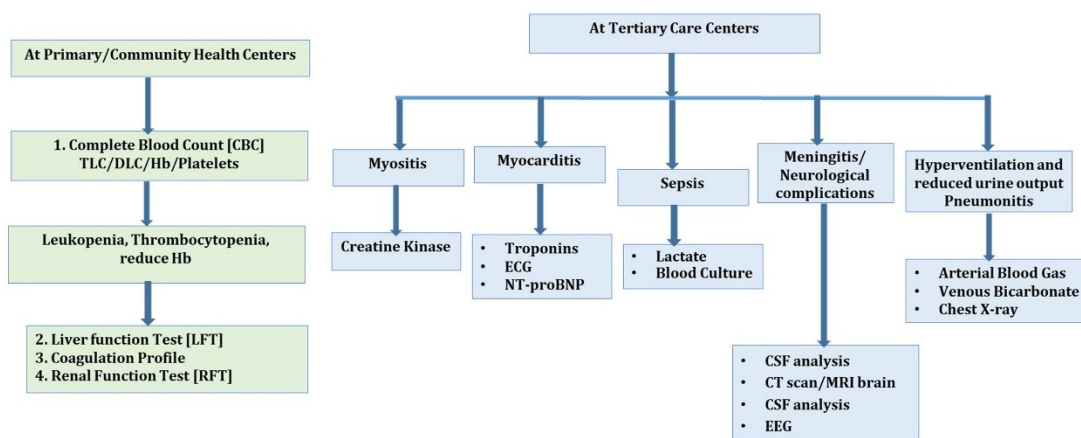 At Primary/Community Health Centers
1. Complete Blood Count [CBC]
TLC/DLC/Hb/Platelets
Leukopenia, Thrombocytopenia,
reduce Hb
2. Liver function Test [LFT]
3. Coagulation Profile
4. Renal Function Test [RFT]
At Tertiary Care Centers
Myositis
Creatine Kinase
Myocarditis
• Troponins
• ECG
• NT-proBNP
Sepsis
• Lactate
• Blood Culture
Meningitis/
Neurological
complications
• CSF analysis
• CT scan/MRI brain
• CSF analysis
• EEG
Hyperventilation and
reduced urine output
Pneumonitis
• Arterial Blood Gas
• Venous Bicarbonate
• Chest X-ray